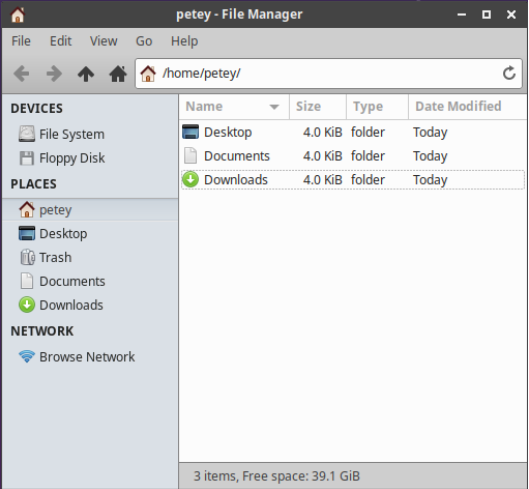 petey - File Manager
File Edit View Go Help
/home/petey/
DEVICES
File System
Floppy Disk
PLACES
petey
Desktop
Trash
Documents
Downloads
NETWORK
Browse Network
Name Size Type Date Modified
Desktop 4.0 KiB folder Today
Documents 4.0 KiB folder Today
Downloads 4.0 KiB folder Today
3 items, Free space: 39.1 GiB